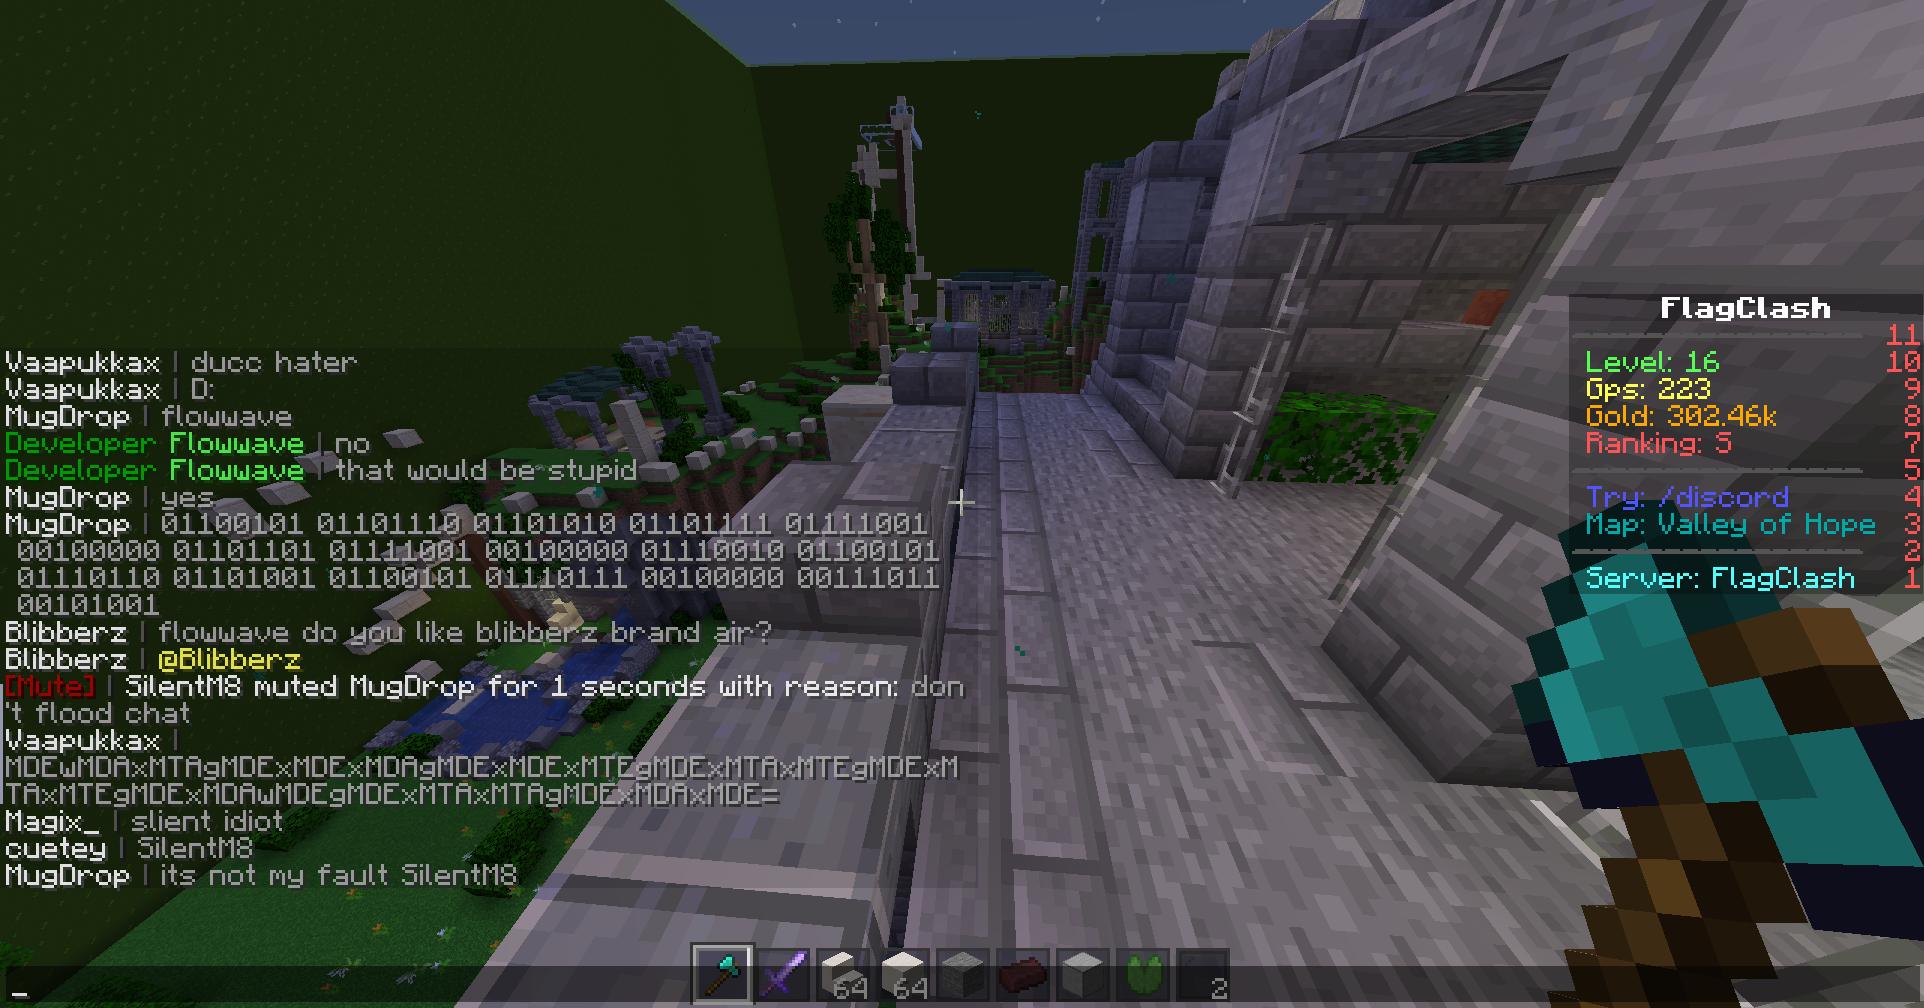 Vaapukkax | ducc hater
Vaapukkax | D:
MugDrop | flowwave
Developer Flowwave | no
Developer Flowwave | that would be stupid
MugDrop | yes
MugDrop | 01100101 01101110 01101010 01101111 01111001
00100000 01101101 01111001 00100000 01110010 01100101
01110110 01101001 01100101 01110111 00100000 00111011
00101001
Blibberz | flowwave do you like blibberz brand air?
Blibberz | @Blibberz
[Mute] | SilentM8 muted MugDrop for 1 seconds with reason: don
't flood chat
Vaapukkax |
MDEwMDAxMTAgMDExMDExMDAgMDExMDExMTEgMDExMTAxMTEgMDExM
TAxMTEgMDExMDAwMDEgMDExMTAxMTAgMDExMDAxMDE=
Magix_ | slient idiot
cuetey | SilentM8
MugDrop | its not my fault SilentM8
_
FlagClash
11
Level: 16 10
Gps: 223 9
Gold: 302.46k 8
Ranking: 5 7
5
Try: /discord 4
Map: Valley of Hope 3
2
Server: FlagClash 1
64 64 2